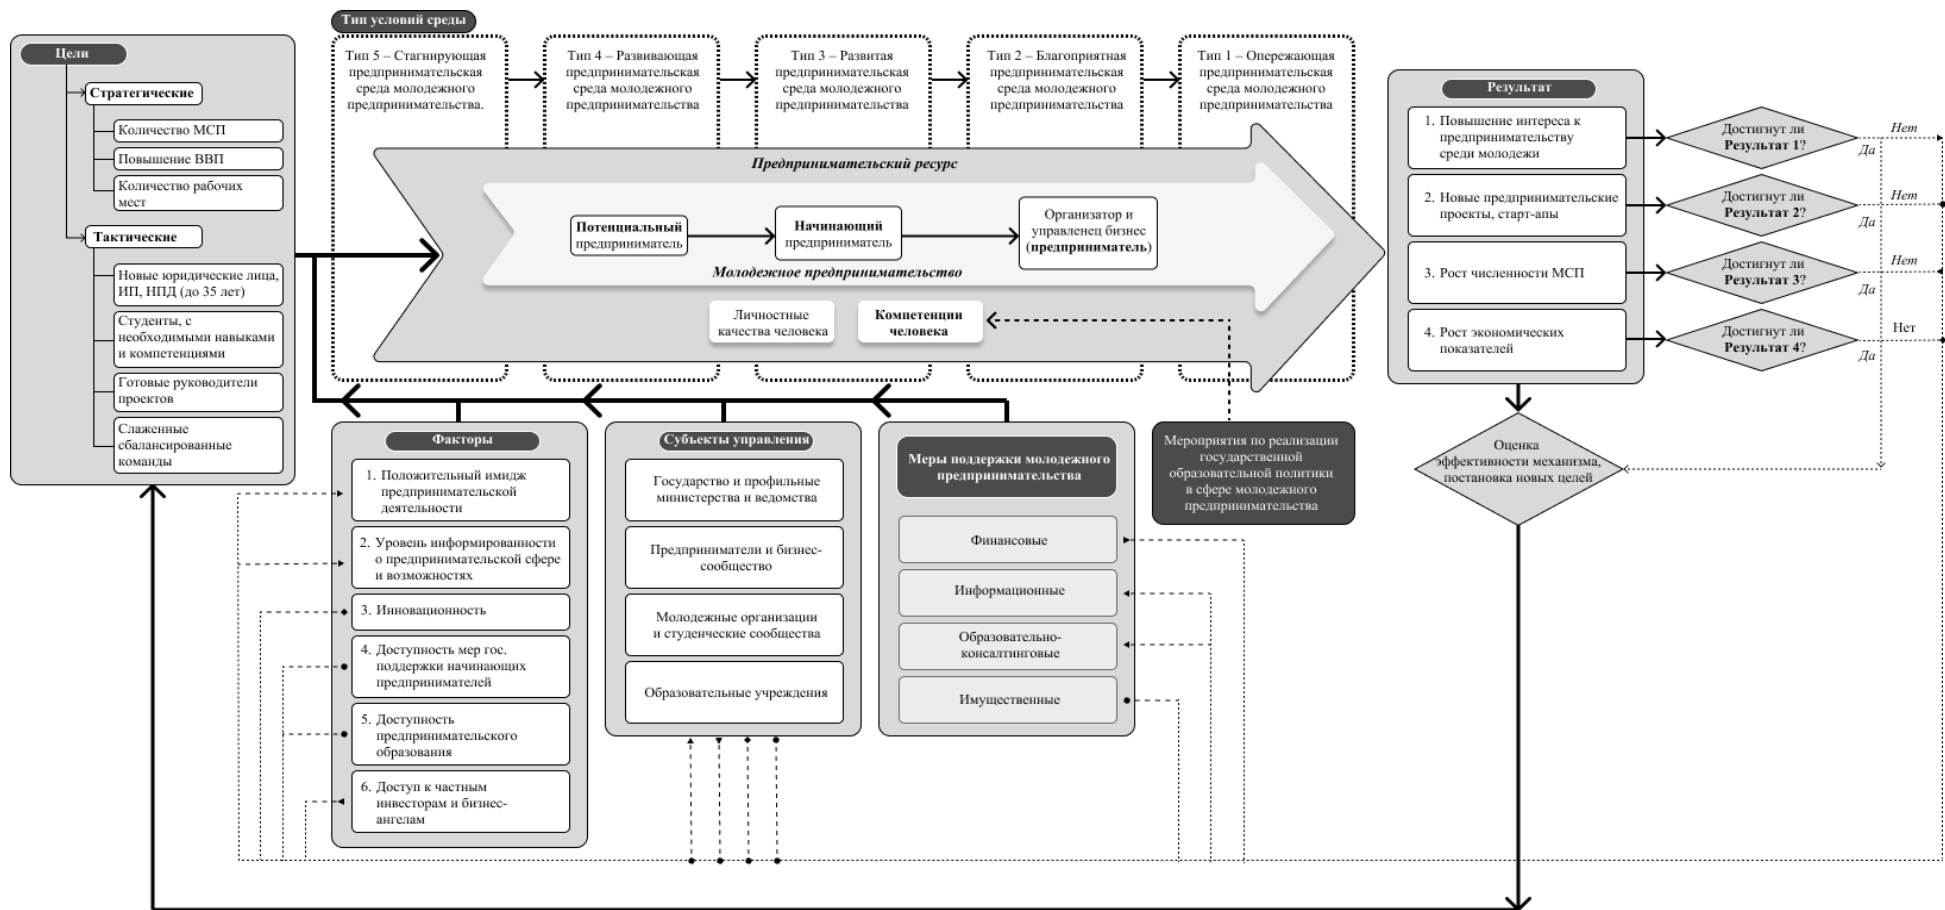 Тип условий среды
Цели
Стратегические
Количество МСП
Повышение ВВП
Количество рабочих
мест
Тактические
Новые юридические лица,
ИП, НПД (до 35 лет)
Студенты, с
необходимыми навыками
и компетенциями
Готовые руководители
проектов
Слаженные
сбалансированные
команды
Тип 5 – Стагнирующая
предпринимательская
среда молодежного
предпринимательства.
Тип 4 – Развивающая
предпринимательская
среда молодежного
предпринимательства
Тип 3 – Развитая
предпринимательская
среда молодежного
предпринимательства
Тип 2 – Благоприятная
предпринимательская
среда молодежного
предпринимательства
Тип 1 – Опережающая
предпринимательская
среда молодежного
предпринимательства
Предпринимательский ресурс
Потенциальный
предприниматель
Начинающий
предприниматель
Организатор и
управленец бизнес
(предприниматель)
Молодежное предпринимательство
Личностные
качества человека
Компетенции
человека
Результат
1. Повышение интереса к
предпринимательству
среди молодежи
2. Новые предпринимательские
проекты, старт-апы
3. Рост численности МСП
4. Рост экономических
показателей
Достигнут ли
Результат 1?
Нет
Да
Достигнут ли
Результат 2?
Нет
Да
Достигнут ли
Результат 3?
Нет
Да
Достигнут ли
Результат 4?
Нет
Да
Оценка
эффективности механизма,
постановка новых целей
Факторы
1. Положительный имидж
предпринимательской
деятельности
2. Уровень информированности
о предпринимательской сфере
и возможностях
3. Инновационность
4. Доступность мер гос.
поддержки начинающих
предпринимателей
5. Доступность
предпринимательского
образования
6. Доступ к частным
инвесторам и бизнес-
ангелам
Субъекты управления
Государство и профильные
министерства и ведомства
Предприниматели и бизнес-
сообщество
Молодежные организации
и студенческие сообщества
Образовательные учреждения
Меры поддержки молодежного
предпринимательства
Финансовые
Информационные
Образовательно-
консалтинговые
Имущественные
Мероприятия по реализации
государственной
образовательной политики
в сфере молодежного
предпринимательства